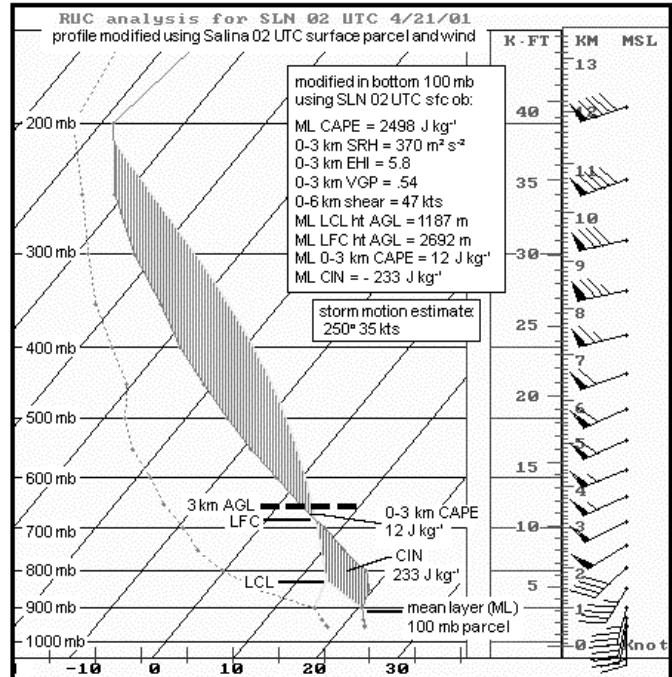 RUC analysis for SLN 02 UTC 4/21/01
profile modified using Salina 02 UTC surface parcel and wind
K-FT KM MSL
modified in bottom 100 mb
using SLN 02 UTC sfc ob:
ML CAPE = 2498 J kg⁻¹
0-3 km SRH = 370 m² s⁻²
0-3 km EHI = 5.8
0-3 km VGP = .54
0-6 km shear = 47 kts
ML LCL ht AGL = 1187 m
ML LFC ht AGL = 2692 m
ML 0-3 km CAPE = 12 J kg⁻¹
ML CIN = - 233 J kg⁻¹
storm motion estimate:
250° 35 kts
200 mb
300 mb
400 mb
500 mb
600 mb
700 mb
800 mb
900 mb
1000 mb
3 km AGL
LFC
LCL
0-3 km CAPE
12 J kg⁻¹
CIN
233 J kg⁻¹
mean layer (ML)
100 mb parcel
-10 0 10 20 30
40
35
30
25
20
15
10
5
13
12
11
10
9
8
7
6
5
4
3
2
1
0
Knot